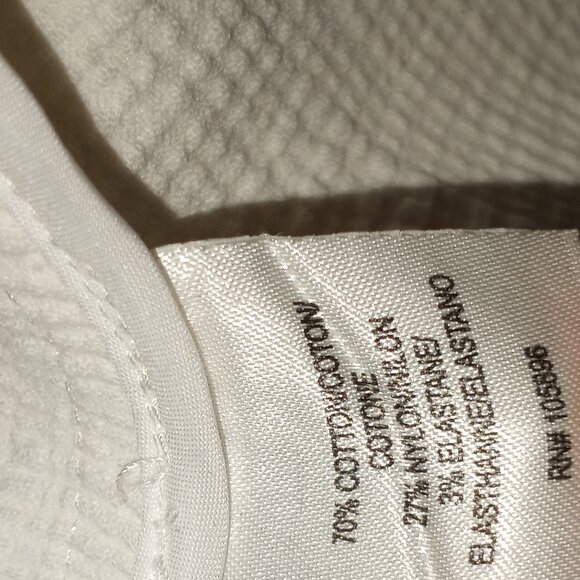 70% COTTON/COTON/
COTONE
27% NYLON/NILON
3% ELASTANE/
ELASTHANNE/ELASTANO
RN# 105896